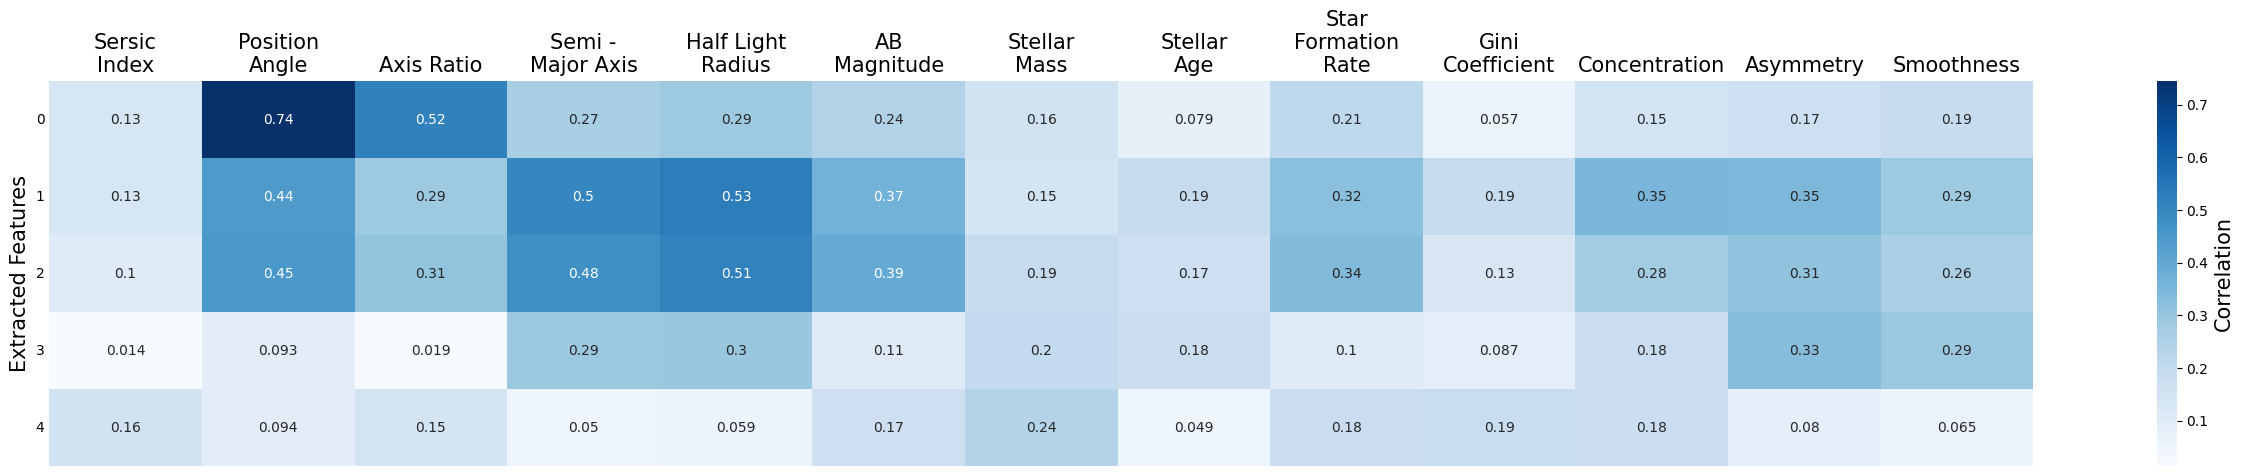 Sersic Index
Position Angle
Axis Ratio
Semi - Major Axis
Half Light Radius
AB Magnitude
Stellar Mass
Stellar Age
Star Formation Rate
Gini Coefficient
Concentration
Asymmetry
Smoothness
Extracted Features
0 0.13 0.74 0.52 0.27 0.29 0.24 0.16 0.079 0.21 0.057 0.15 0.17 0.19
1 0.13 0.44 0.29 0.5 0.53 0.37 0.15 0.19 0.32 0.19 0.35 0.35 0.29
2 0.1 0.45 0.31 0.48 0.51 0.39 0.19 0.17 0.34 0.13 0.28 0.31 0.26
3 0.014 0.093 0.019 0.29 0.3 0.11 0.2 0.18 0.1 0.087 0.18 0.33 0.29
4 0.16 0.094 0.15 0.05 0.059 0.17 0.24 0.049 0.18 0.19 0.18 0.08 0.065
0.7
0.6
0.5
0.4
0.3
0.2
0.1
Correlation